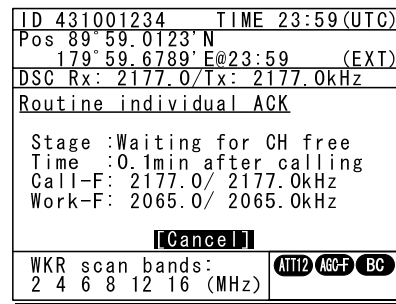 ID 431001234 TIME 23:59(UTC)
Pos 89°59.0123'N
179°59.6789'E@23:59 (EXT)
DSC Rx: 2177.0/Tx: 2177.0kHz
Routine individual ACK
Stage :Waiting for CH free
Time :0.1min after calling
Call-F: 2177.0/ 2177.0kHz
Work-F: 2065.0/ 2065.0kHz
[Cancel]
WKR scan bands:
2 4 6 8 12 16 (MHz)
ATT12 AGC-F BC